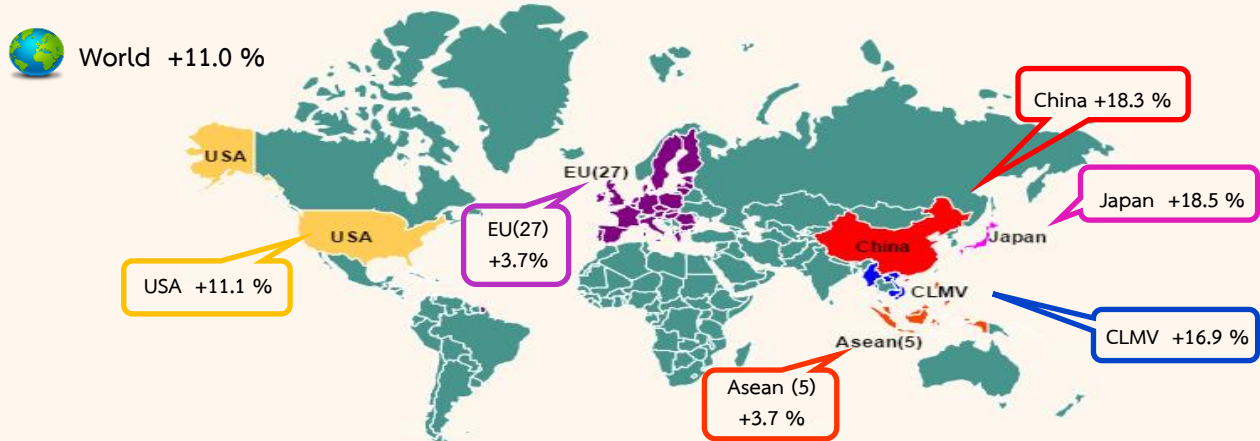 World +11.0 %
China +18.3 %
USA
EU(27)
Japan +18.5 %
EU(27)
+3.7%
USA
China
Japan
USA +11.1 %
CLMV
CLMV +16.9 %
Asean(5)
Asean (5)
+3.7 %